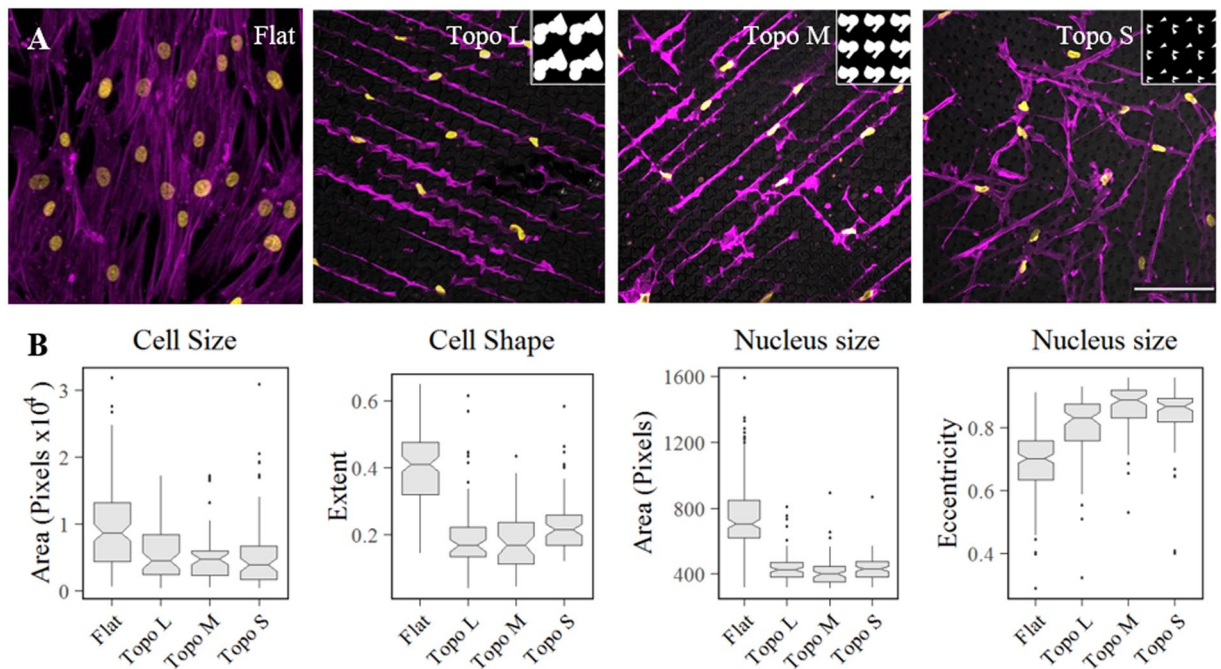 A
Flat
Topo L
Topo M
Topo S
B
Cell Size
Area (Pixels x10⁴)
3
2
1
0
Flat
Topo L
Topo M
Topo S
Cell Shape
Extent
0.6
0.4
0.2
Flat
Topo L
Topo M
Topo S
Nucleus size
Area (Pixels)
1600
1200
800
400
Flat
Topo L
Topo M
Topo S
Nucleus size
Eccentricity
0.8
0.6
0.4
Flat
Topo L
Topo M
Topo S